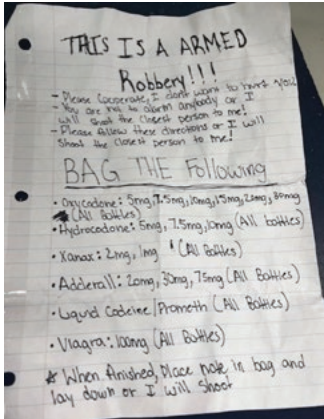 THIS IS A ARMED
Robbery!!!
- Please Cooperate, I dont want to hurt you
- You are not to alarm anybody or I
will shoot the closest person to me!
- Please follow these directions or I will
Shoot the closest person to me!
BAG THE Following
• Oxycodone: 5mg, 7.5mg, 10mg, 15mg, 20mg, 30mg
(All Bottles)
• Hydrocodone: 5mg, 7.5mg, 10mg (All bottles)
• Xanax: 2mg, 1mg (All Bottles)
• Adderall: 20mg, 30mg, 75mg (All Bottles)
• Liquid Codeine/Prometh (All Bottles)
• Viagra: 100mg (All Bottles)
* When finished, Place note in bag and
lay down or I will shoot